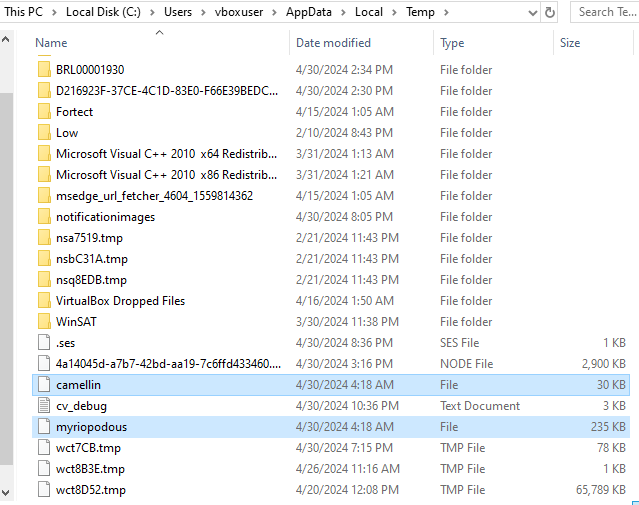 This PC > Local Disk (C:) > Users > vboxuser > AppData > Local > Temp > Search Te...
Name Date modified Type Size
BRL00001930 4/30/2024 2:34 PM File folder
D216923F-37CE-4C1D-83E0-F66E39BEDC... 4/30/2024 2:30 PM File folder
Fortect 4/15/2024 1:05 AM File folder
Low 2/10/2024 8:43 PM File folder
Microsoft Visual C++ 2010 x64 Redistrib... 3/31/2024 1:13 AM File folder
Microsoft Visual C++ 2010 x86 Redistrib... 3/31/2024 1:21 AM File folder
msedge_url_fetcher_4604_1559814362 4/15/2024 1:05 AM File folder
notificationimages 4/30/2024 8:05 PM File folder
nsa7519.tmp 2/21/2024 11:43 PM File folder
nsbC31A.tmp 2/21/2024 11:43 PM File folder
nsq8EDB.tmp 2/21/2024 11:43 PM File folder
VirtualBox Dropped Files 4/16/2024 1:50 AM File folder
WinSAT 3/30/2024 11:38 PM File folder
.ses 4/30/2024 8:36 PM SES File 1 KB
4a14045d-a7b7-42bd-aa19-7c6ffd433460.... 4/30/2024 3:16 PM NODE File 2,900 KB
camellin 4/30/2024 4:18 AM File 30 KB
cv_debug 4/30/2024 10:36 PM Text Document 3 KB
myriopodous 4/30/2024 4:18 AM File 235 KB
wct7CB.tmp 4/30/2024 7:15 PM TMP File 78 KB
wct8B3E.tmp 4/26/2024 11:16 AM TMP File 1 KB
wct8D52.tmp 4/20/2024 12:08 PM TMP File 65,789 KB